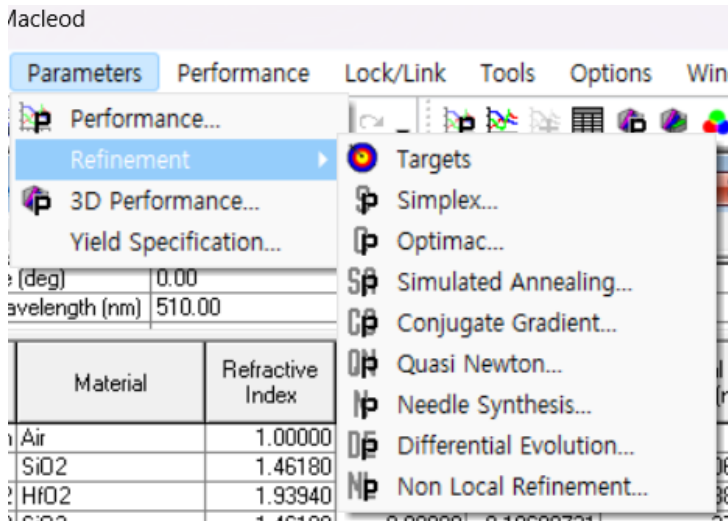 Macleod
Parameters Performance Lock/Link Tools Options Win
Performance...
Refinement
3D Performance...
Yield Specification...
Targets
Simplex...
Optimac...
Simulated Annealing...
Conjugate Gradient...
Quasi Newton...
Needle Synthesis...
Differential Evolution...
Non Local Refinement...
(deg) 0.00
avelength (nm) 510.00
Material Refractive Index
Air 1.00000
SiO2 1.46180
HfO2 1.93940